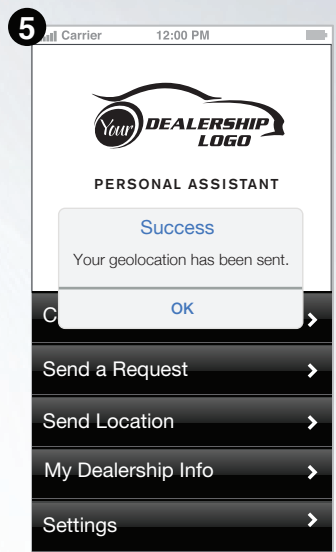 5
Carrier 12:00 PM
Your DEALERSHIP
LOGO
PERSONAL ASSISTANT
Success
Your geolocation has been sent.
OK
C
Send a Request
Send Location
My Dealership Info
Settings